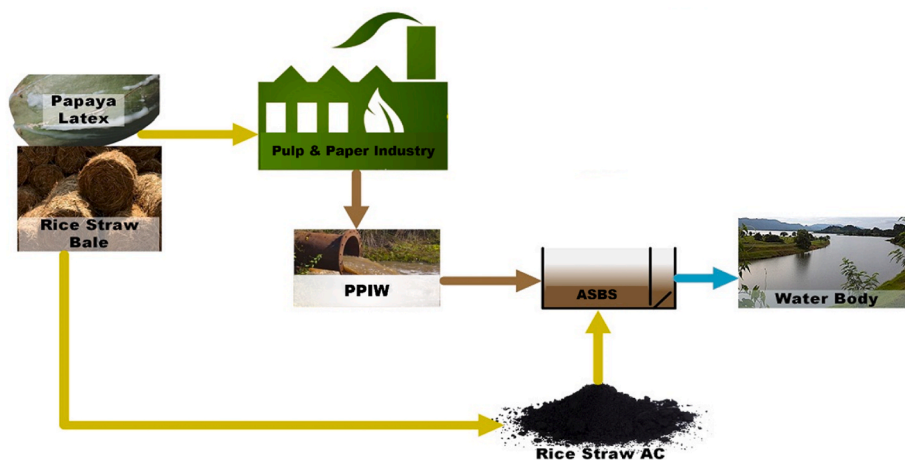 Papaya
Latex
Pulp & Paper Industry
Rice Straw
Bale
PPIW
ASBS
Water Body
Rice Straw AC